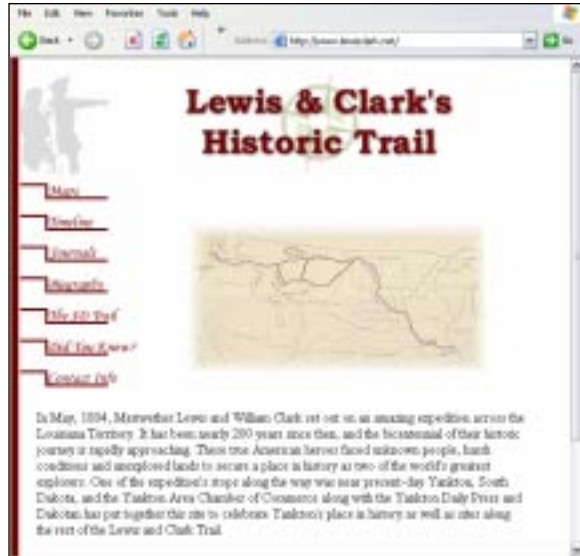 File Edit View Favorites Tools Help
Back
Address http://www.lewisclark.net/ Go
Lewis & Clark's
Historic Trail
Maps
Timeline
Journals
Biography
The SD Trail
Did You Know?
Contact Info
In May, 1804, Meriwether Lewis and William Clark set out on an amazing expedition across the
Louisiana Territory. It has been nearly 200 years since then, and the bicentennial of their historic
journey is rapidly approaching. These true American heroes faced unknown people, harsh
conditions and unexplored lands to secure a place in history as two of the world's greatest
explorers. One of the expedition's stops along the way was near present-day Yankton, South
Dakota, and the Yankton Area Chamber of Commerce along with the Yankton Daily Press and
Dakotan has put together this site to celebrate Yankton's place in history as well as sites along
the rest of the Lewis and Clark Trail.